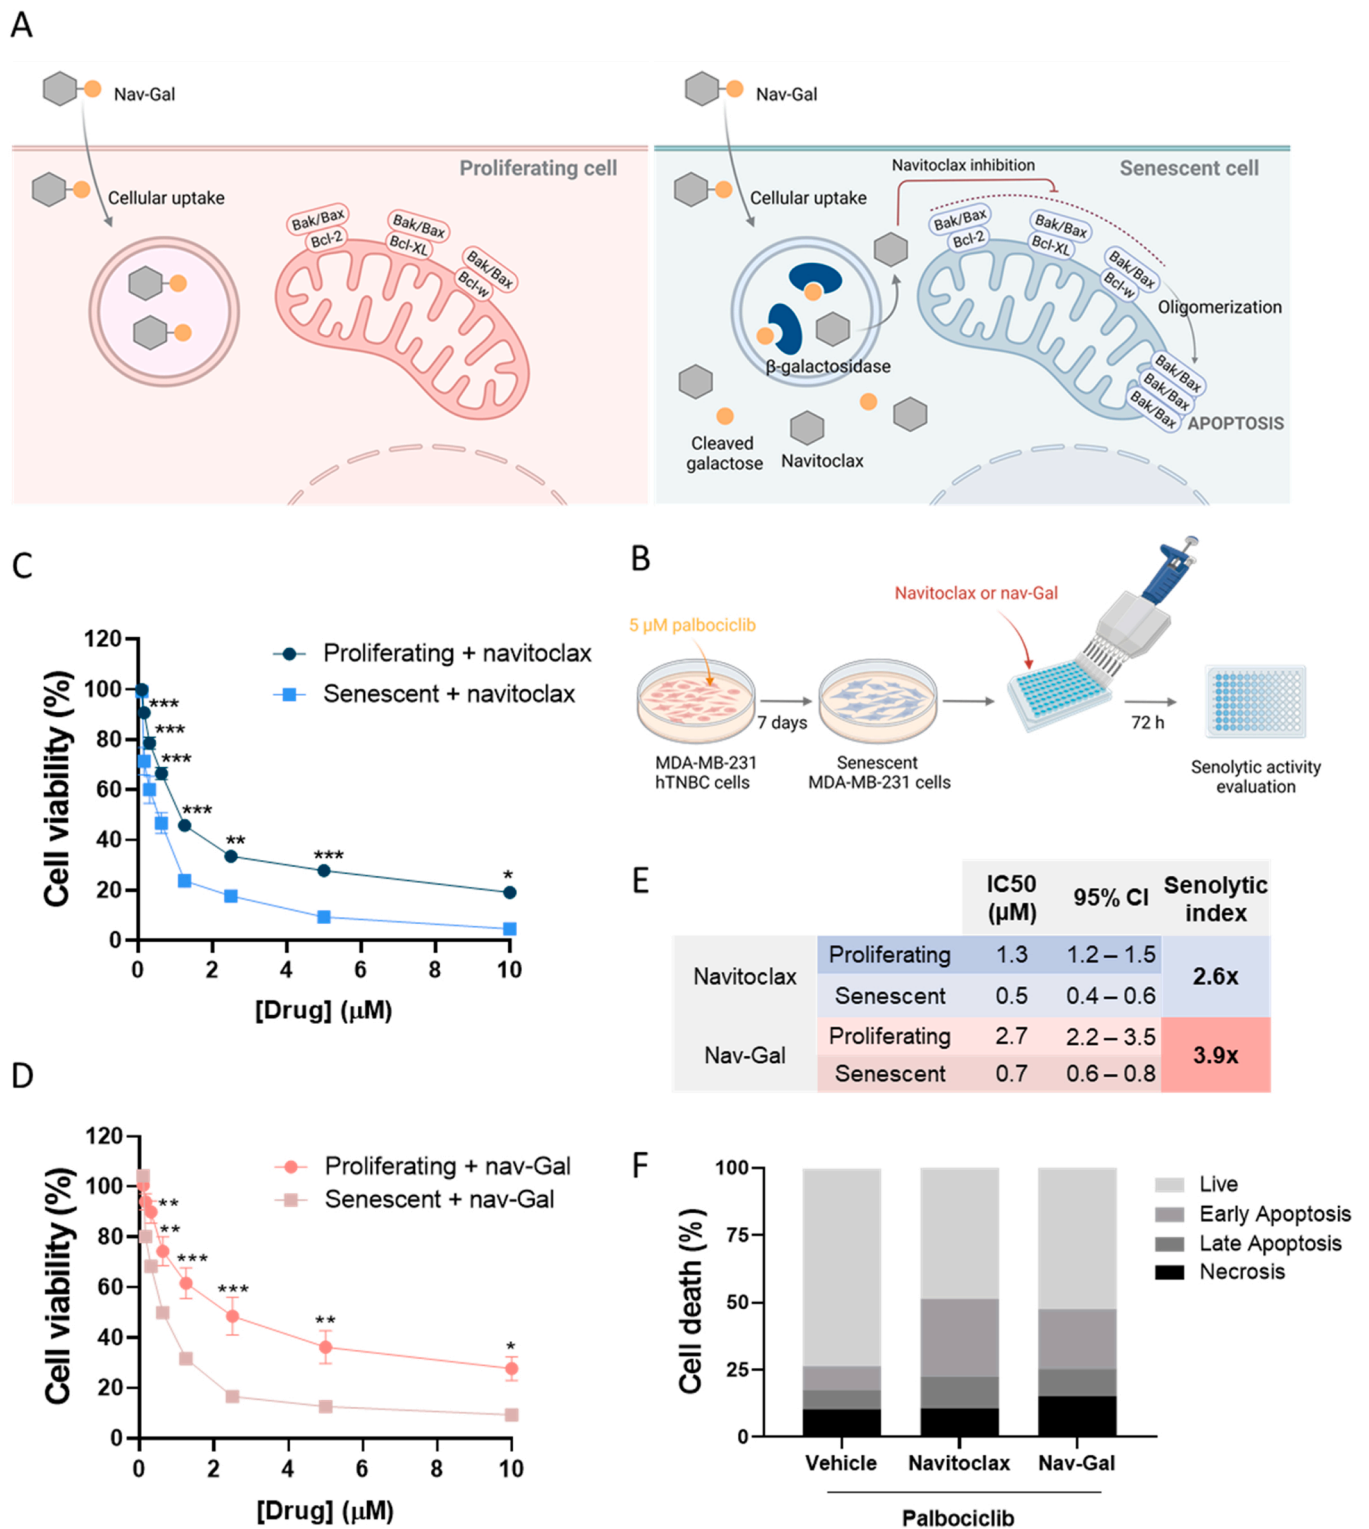 A
Nav-Gal
Proliferating cell
Cellular uptake
Bak/Bax
Bcl-2
Bak/Bax
Bcl-XL
Bak/Bax
Bcl-w
Nav-Gal
Navitoclax inhibition
Senescent cell
Cellular uptake
Bak/Bax
Bcl-2
Bak/Bax
Bcl-XL
Bak/Bax
Bcl-w
Oligomerization
β-galactosidase
Bak/Bax
Bak/Bax
Bak/Bax
APOPTOSIS
Cleaved
galactose
Navitoclax
B
Navitoclax or nav-Gal
5 µM palbociclib
7 days
72 h
MDA-MB-231
hTNBC cells
Senescent
MDA-MB-231 cells
Senolytic activity
evaluation
C
Cell viability (%)
120
100
80
60
40
20
0
Proliferating + navitoclax
Senescent + navitoclax
***
***
***
***
**
***
*
0 2 4 6 8 10
[Drug] (µM)
D
Cell viability (%)
120
100
80
60
40
20
0
Proliferating + nav-Gal
Senescent + nav-Gal
**
**
***
***
**
*
0 2 4 6 8 10
[Drug] (µM)
E
IC50 (µM) 95% CI Senolytic index
Navitoclax
Proliferating 1.3 1.2 – 1.5
Senescent 0.5 0.4 – 0.6
2.6x
Nav-Gal
Proliferating 2.7 2.2 – 3.5
Senescent 0.7 0.6 – 0.8
3.9x
F
Cell death (%)
100
75
50
25
0
Live
Early Apoptosis
Late Apoptosis
Necrosis
Vehicle Navitoclax Nav-Gal
Palbociclib